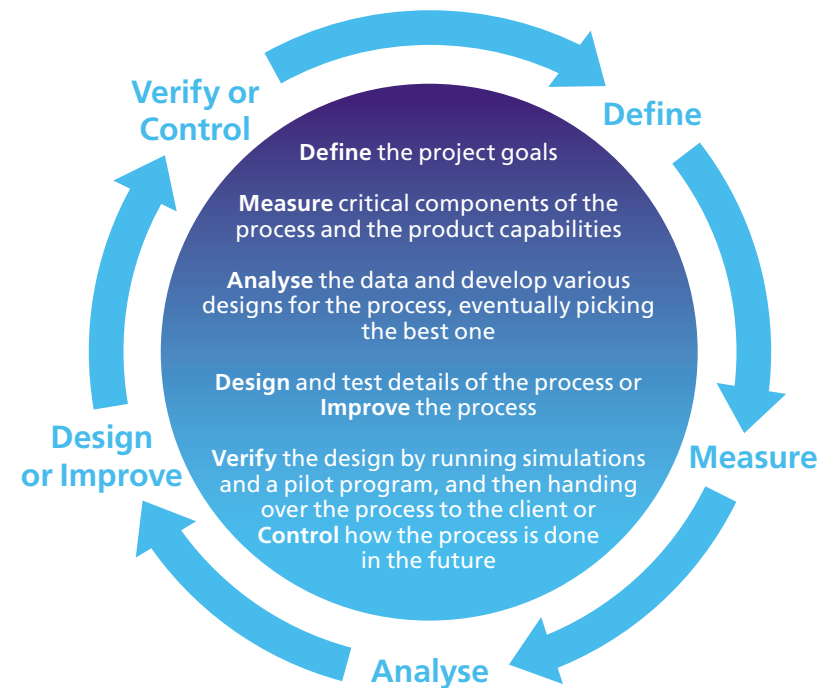 Verify or
Control
Define
Define the project goals
Measure critical components of the
process and the product capabilities
Analyse the data and develop various
designs for the process, eventually picking
the best one
Design and test details of the process or
Improve the process
Verify the design by running simulations
and a pilot program, and then handing
over the process to the client or
Control how the process is done
in the future
Design
or Improve
Measure
Analyse